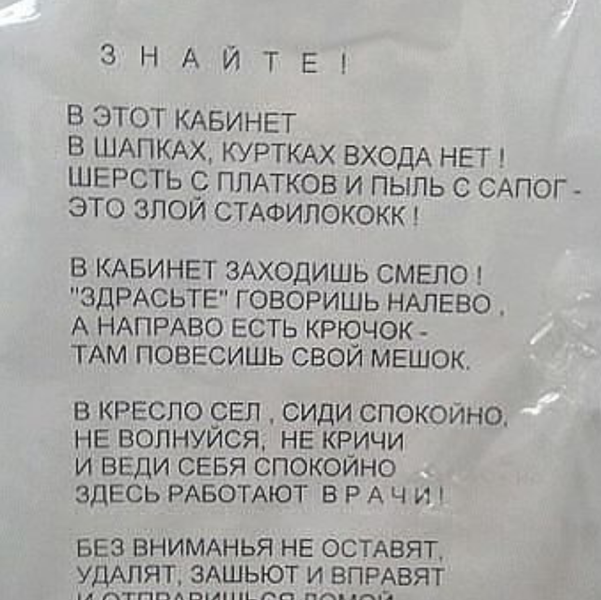 З Н А Й Т Е !
В ЭТОТ КАБИНЕТ
В ШАПКАХ, КУРТКАХ ВХОДА НЕТ !
ШЕРСТЬ С ПЛАТКОВ И ПЫЛЬ С САПОГ -
ЭТО ЗЛОЙ СТАФИЛОКОКК !
В КАБИНЕТ ЗАХОДИШЬ СМЕЛО !
"ЗДРАСЬТЕ" ГОВОРИШЬ НАЛЕВО ,
А НАПРАВО ЕСТЬ КРЮЧОК -
ТАМ ПОВЕСИШЬ СВОЙ МЕШОК.
В КРЕСЛО СЕЛ , СИДИ СПОКОЙНО,
НЕ ВОЛНУЙСЯ, НЕ КРИЧИ
И ВЕДИ СЕБЯ СПОКОЙНО
ЗДЕСЬ РАБОТАЮТ В Р А Ч И !
БЕЗ ВНИМАНЬЯ НЕ ОСТАВЯТ,
УДАЛЯТ, ЗАШЬЮТ И ВПРАВЯТ
И ОТПРАВИШЬСЯ ДОМОЙ